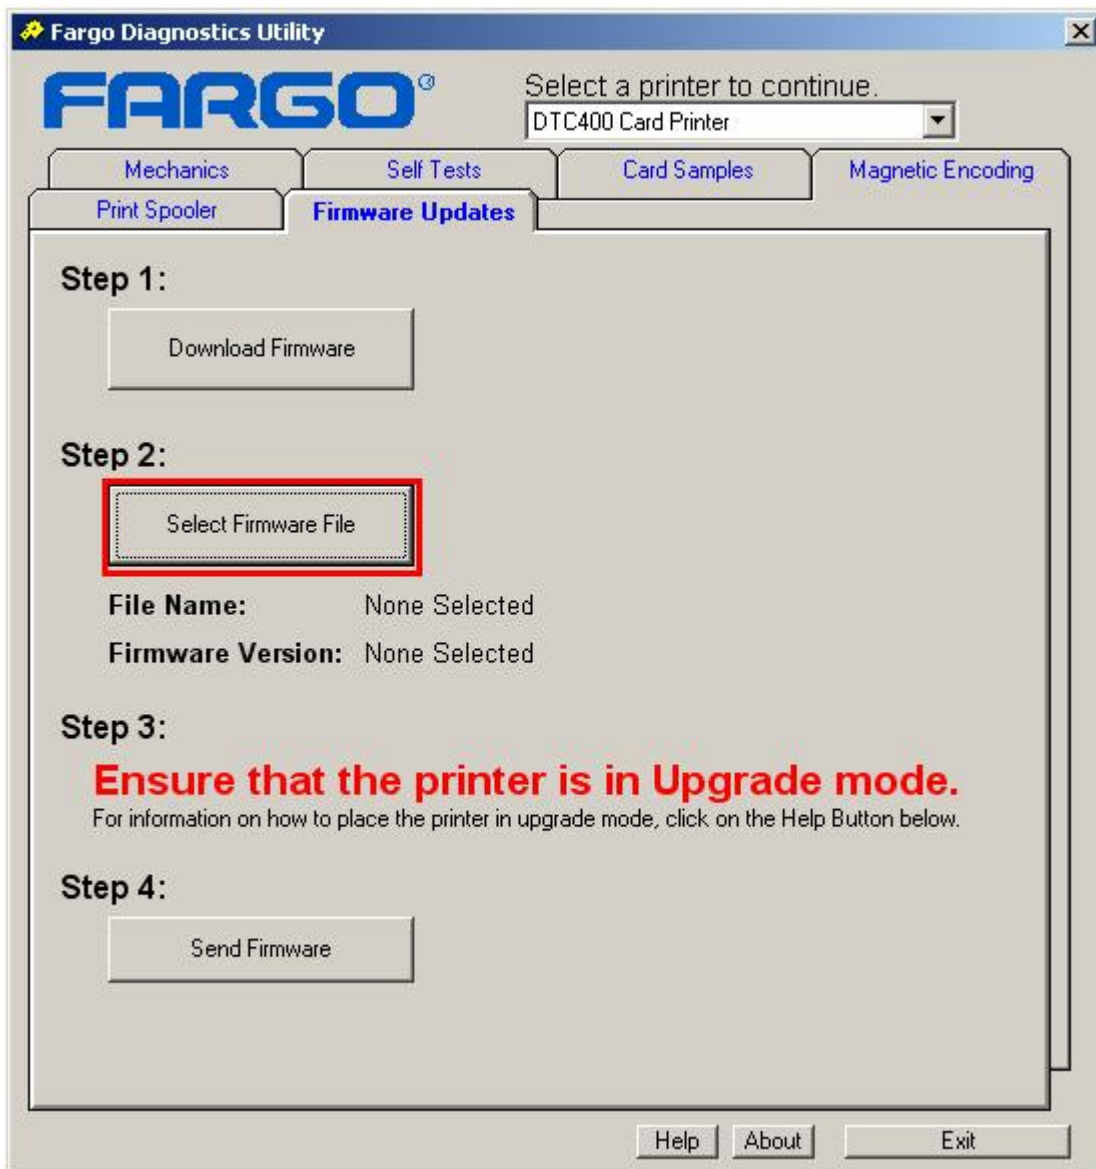 Fargo Diagnostics Utility
FARGO®
Select a printer to continue.
DTC400 Card Printer
Mechanics Self Tests Card Samples Magnetic Encoding
Print Spooler Firmware Updates
Step 1:
Download Firmware
Step 2:
Select Firmware File
File Name: None Selected
Firmware Version: None Selected
Step 3:
Ensure that the printer is in Upgrade mode.
For information on how to place the printer in upgrade mode, click on the Help Button below.
Step 4:
Send Firmware
Help About Exit